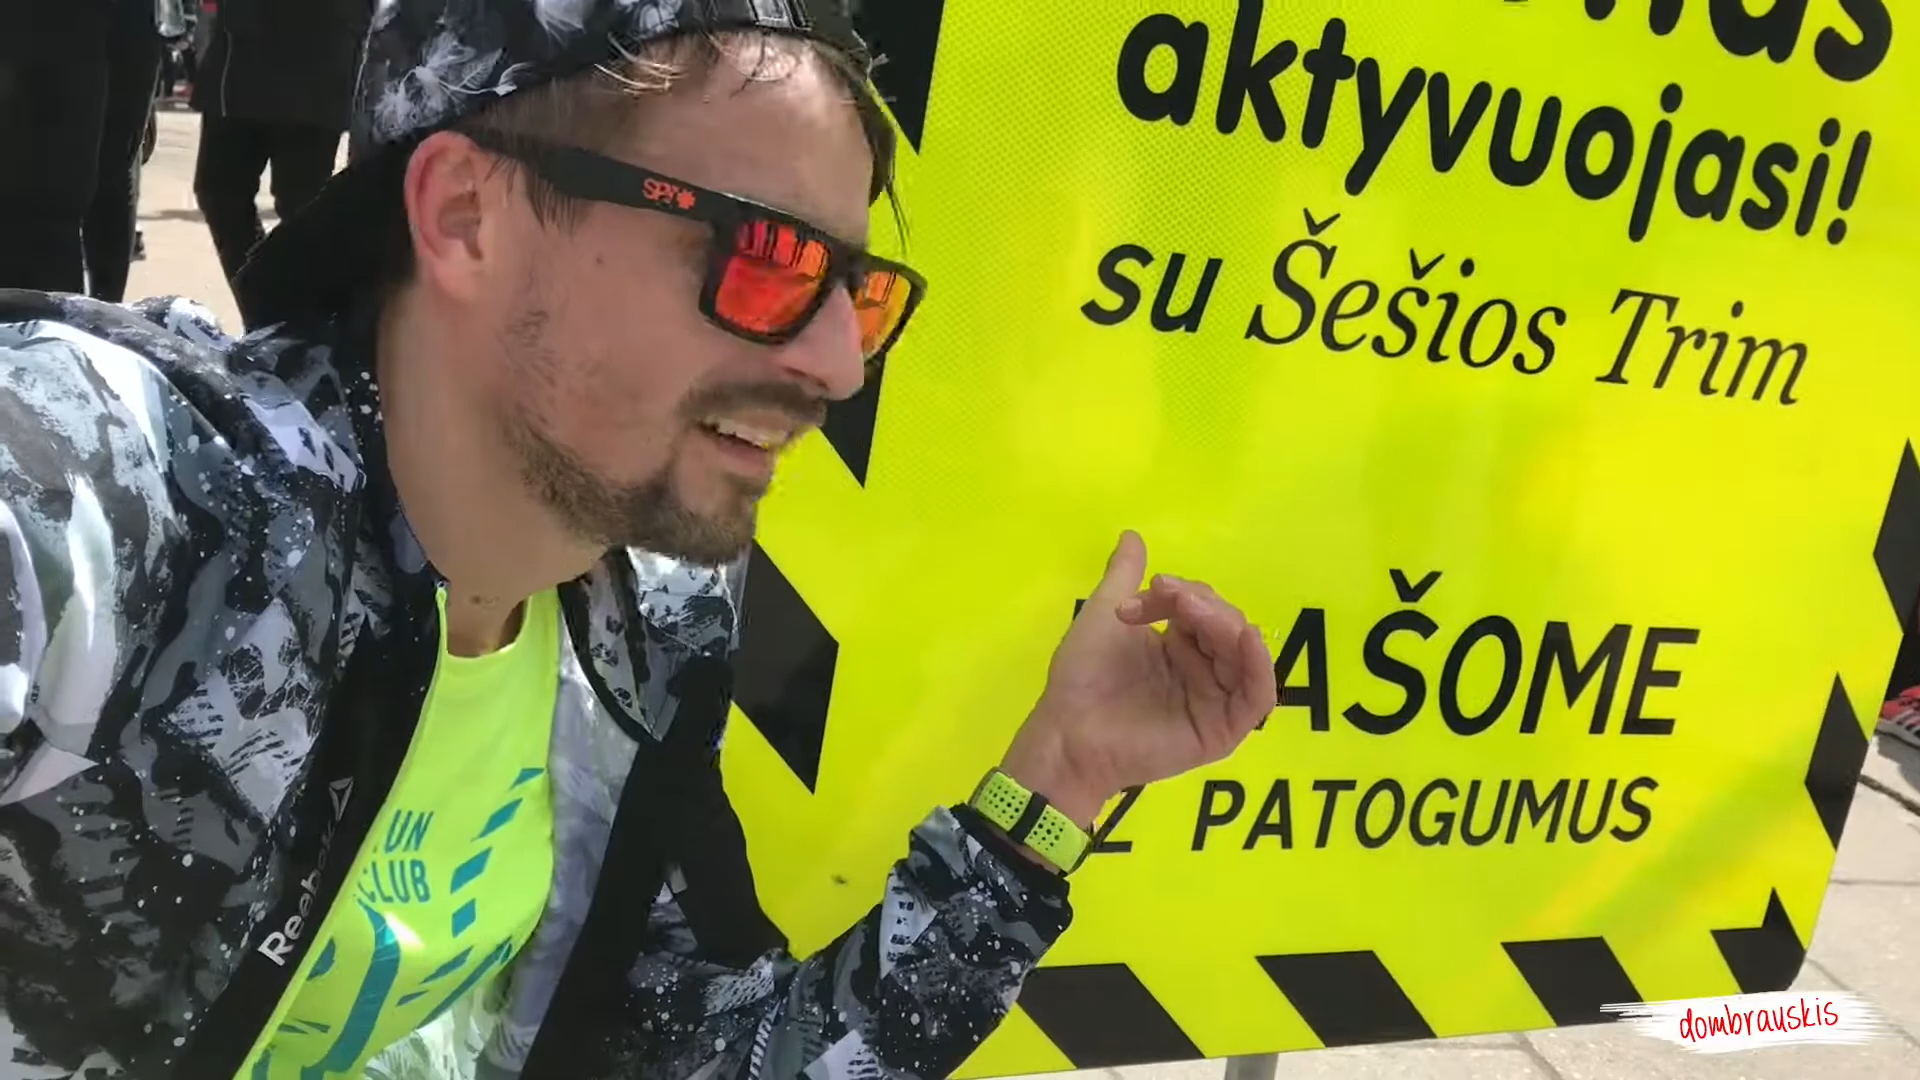 aktyvuojasi!
su Šešios Trim
AŠOME
Z PATOGUMUS
SPY
UN
CLUB
Reebok
dombrauskis